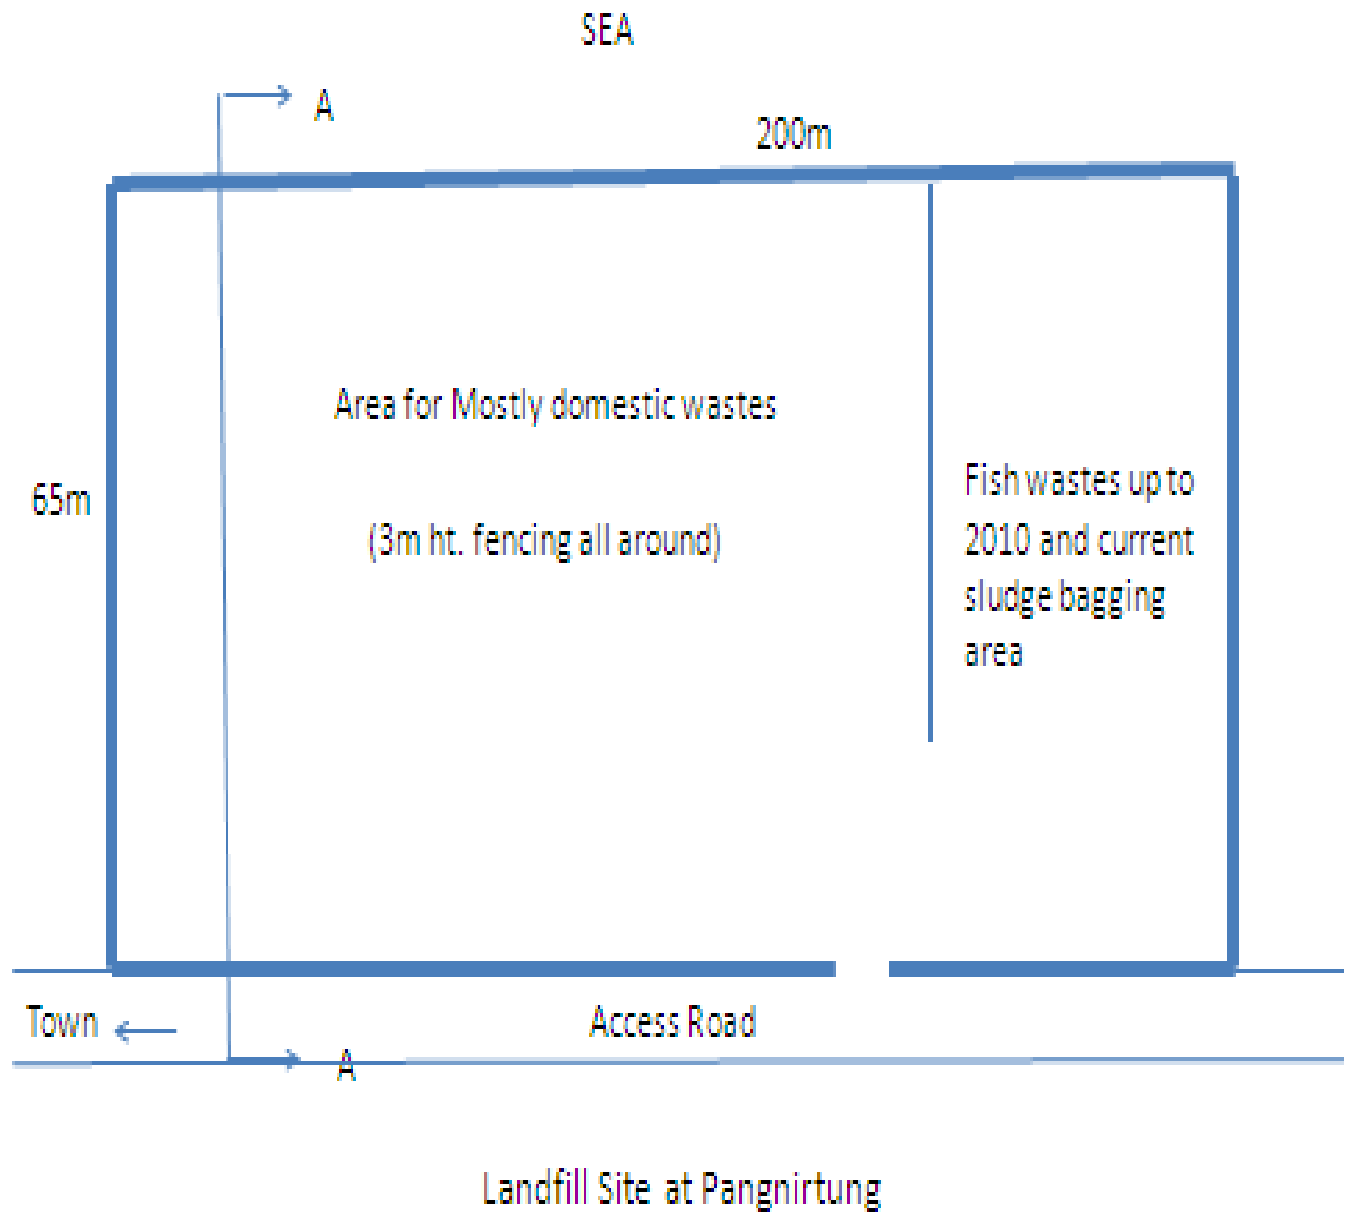 SEA
A
200m
Area for Mostly domestic wastes
65m
(3m ht. fencing all around)
Fish wastes up to
2010 and current
sludge bagging
area
Town
Access Road
A
Landfill Site at Pangnirtung